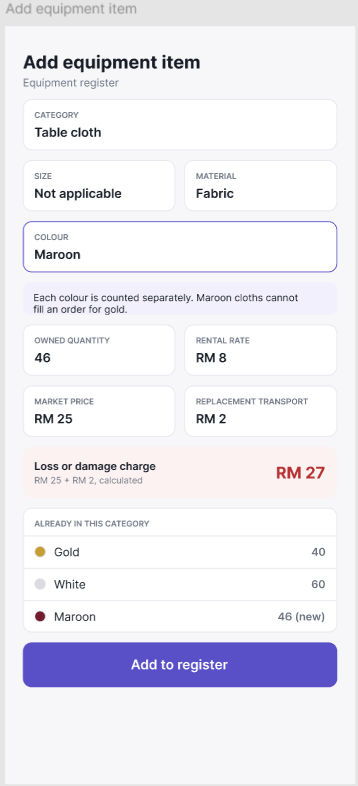 Add equipment item
Add equipment item
Equipment register
CATEGORY
Table cloth
SIZE
Not applicable
MATERIAL
Fabric
COLOUR
Maroon
Each colour is counted separately. Maroon cloths cannot
fill an order for gold.
OWNED QUANTITY
46
RENTAL RATE
RM 8
MARKET PRICE
RM 25
REPLACEMENT TRANSPORT
RM 2
Loss or damage charge
RM 25 + RM 2, calculated
RM 27
ALREADY IN THIS CATEGORY
Gold 40
White 60
Maroon 46 (new)
Add to register